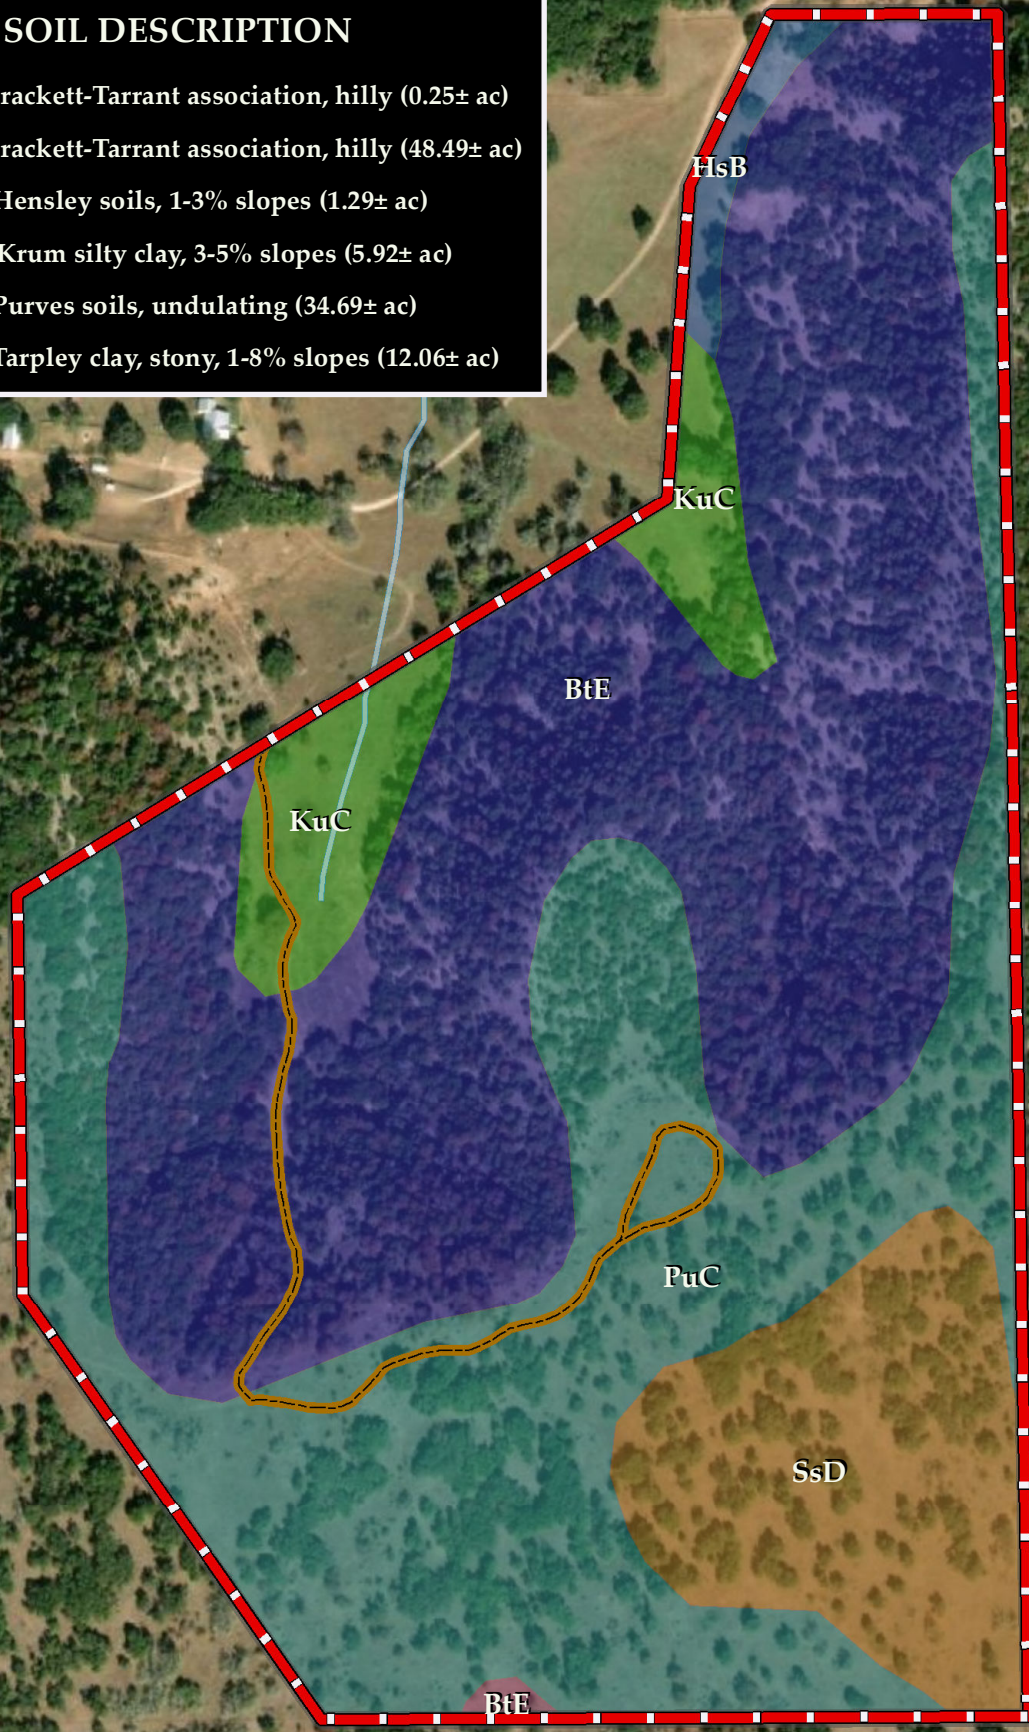 SOIL DESCRIPTION
rackett-Tarrant association, hilly (0.25± ac)
rackett-Tarrant association, hilly (48.49± ac)
Hensley soils, 1-3% slopes (1.29± ac)
Krum silty clay, 3-5% slopes (5.92± ac)
Purves soils, undulating (34.69± ac)
Tarpley clay, stony, 1-8% slopes (12.06± ac)
HsB
KuC
BtE
KuC
PuC
SsD
BtE